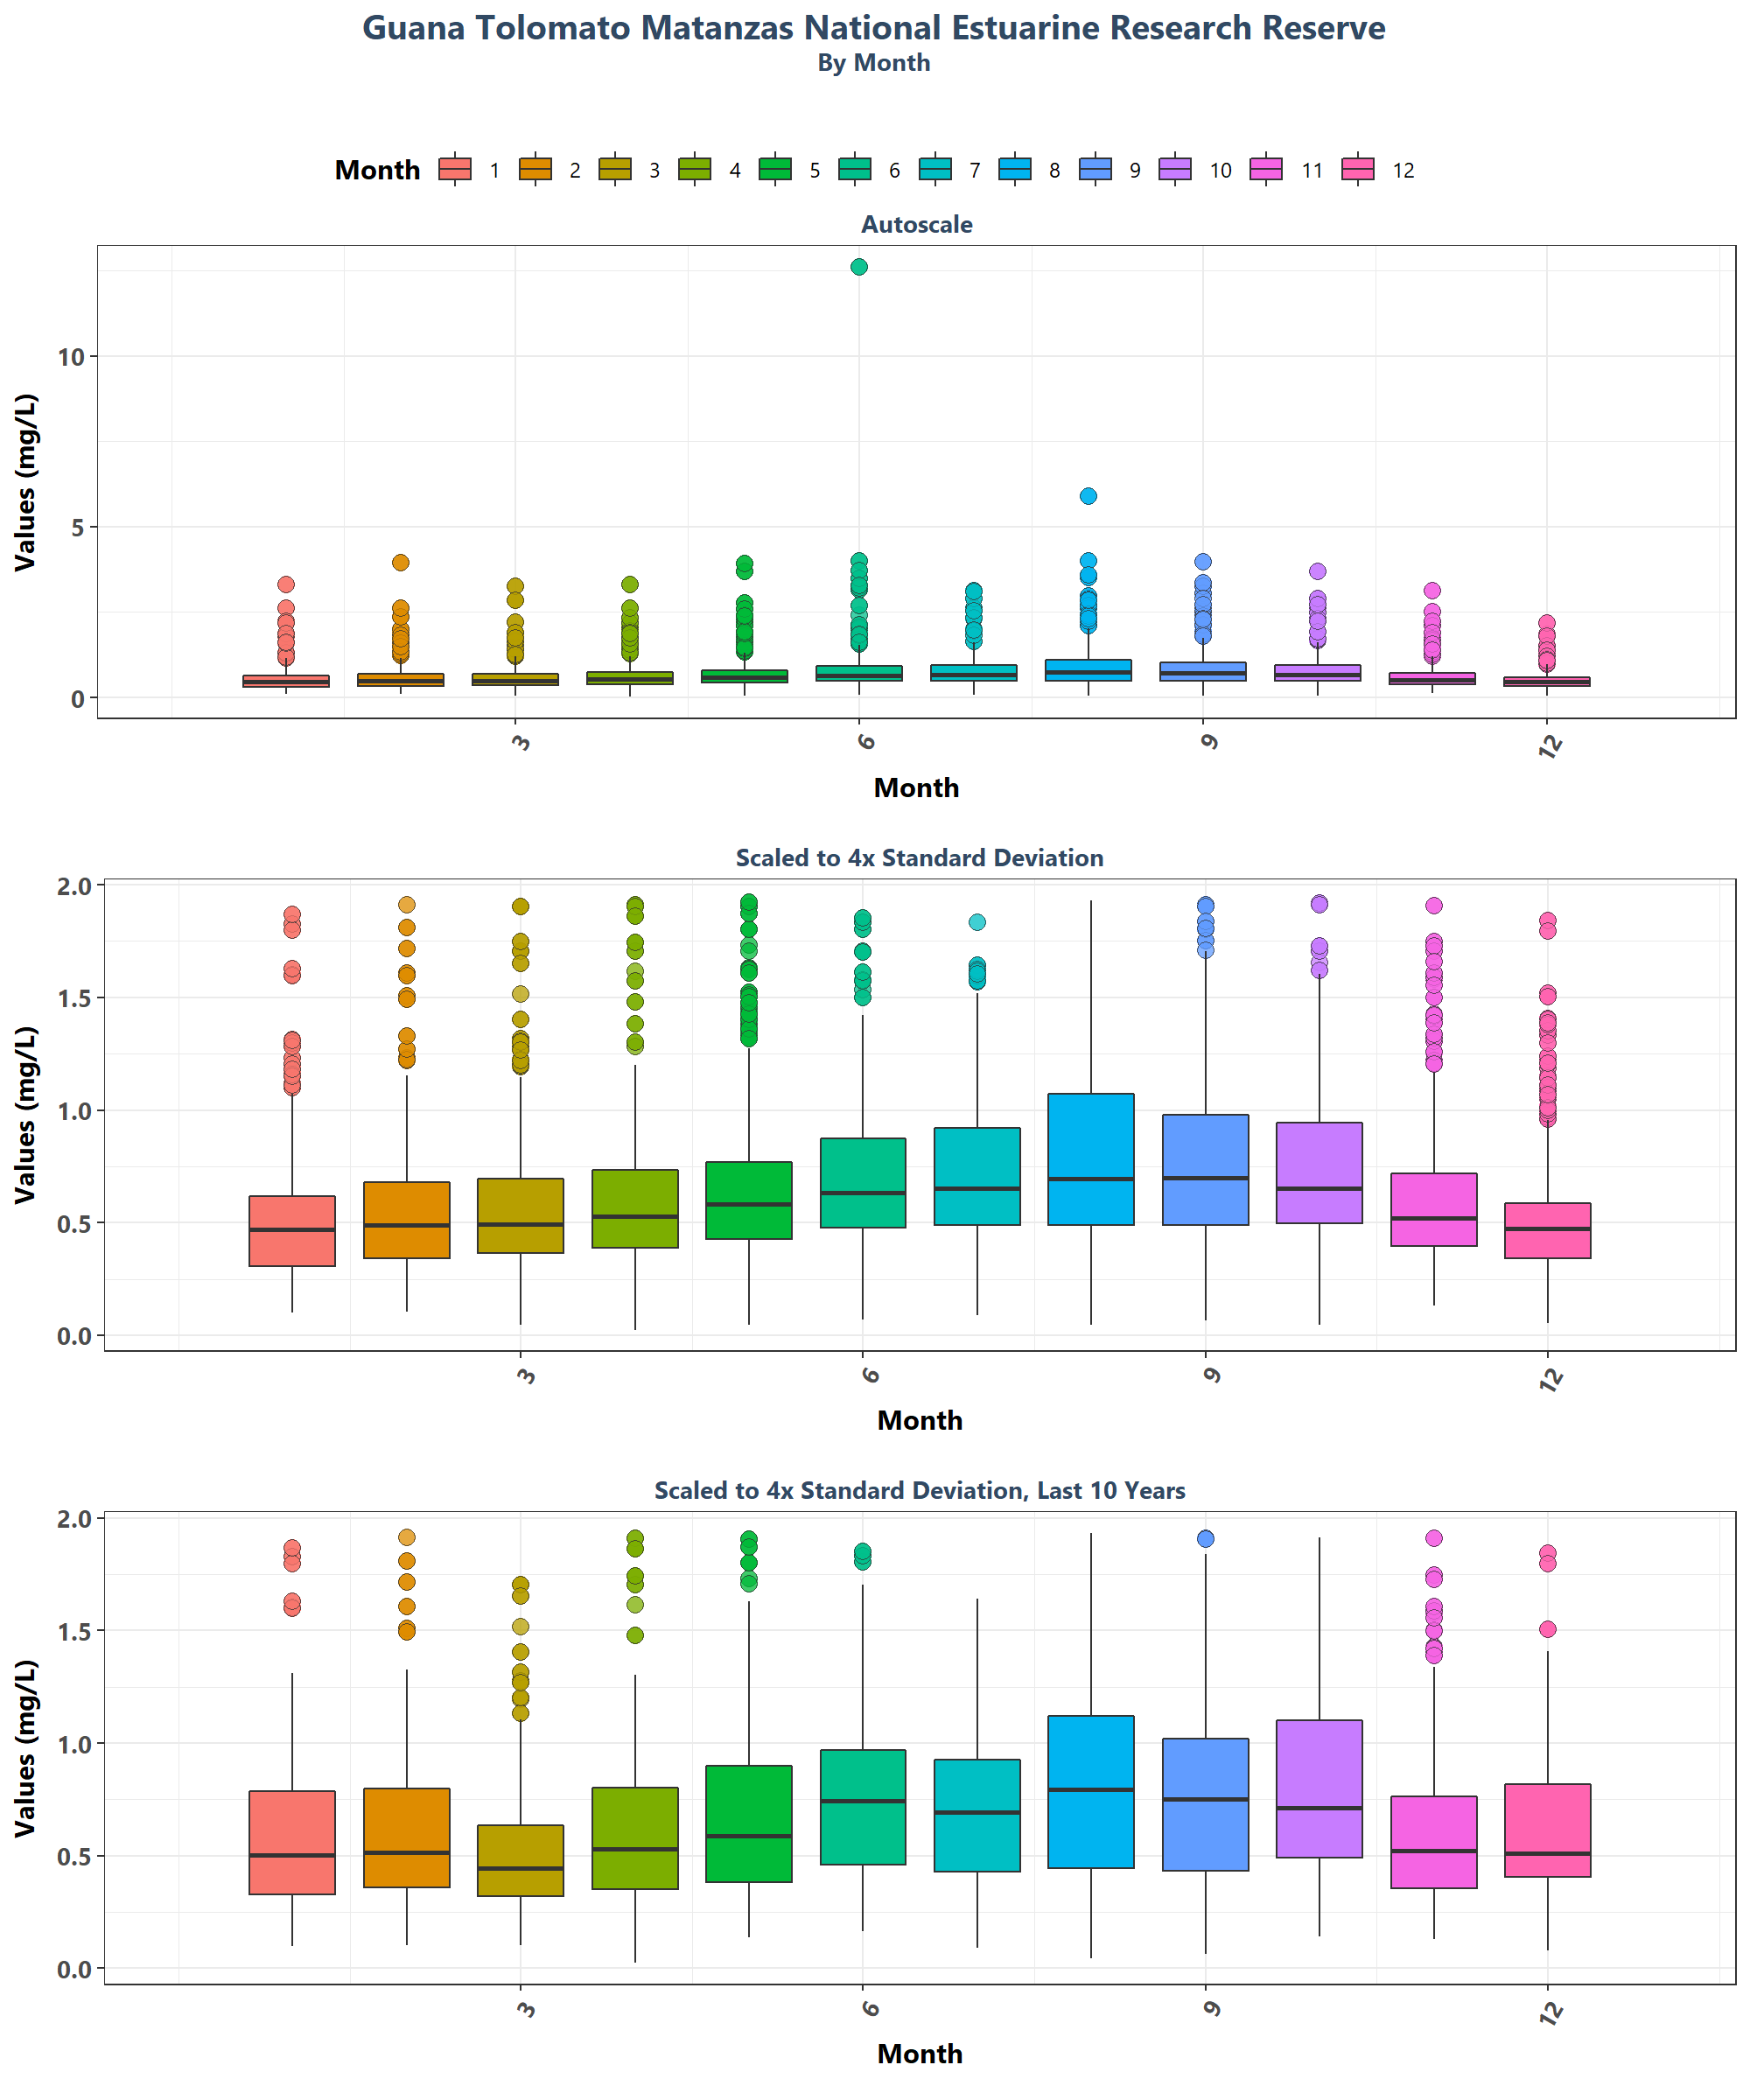 Guana Tolomato Matanzas National Estuarine Research Reserve
By Month
Month 1 2 3 4 5 6 7 8 9 10 11 12
Autoscale
Values (mg/L)
10
5
0
3 6 9 12
Month
Scaled to 4x Standard Deviation
Values (mg/L)
2.0
1.5
1.0
0.5
0.0
3 6 9 12
Month
Scaled to 4x Standard Deviation, Last 10 Years
Values (mg/L)
2.0
1.5
1.0
0.5
0.0
3 6 9 12
Month